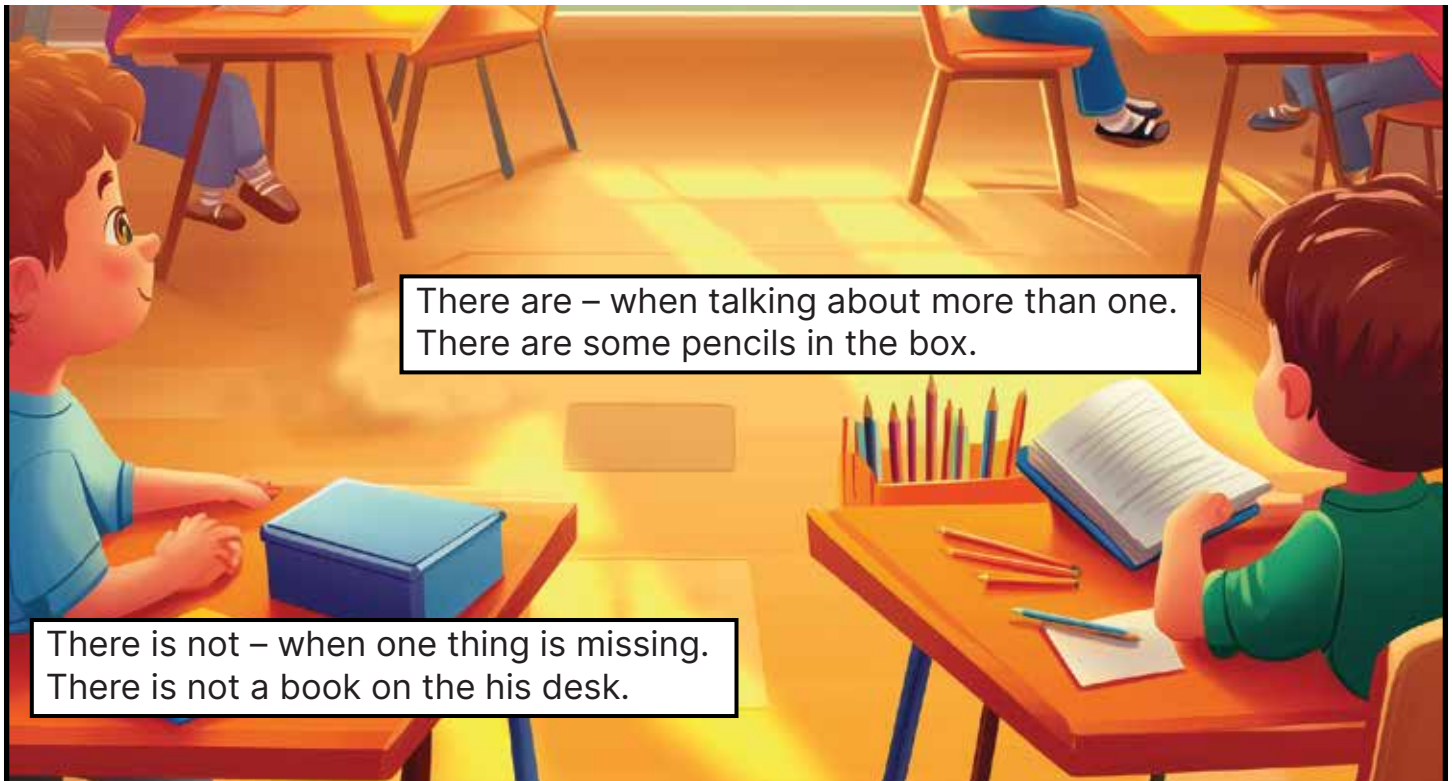 There are – when talking about more than one.
There are some pencils in the box.
There is not – when one thing is missing.
There is not a book on the his desk.